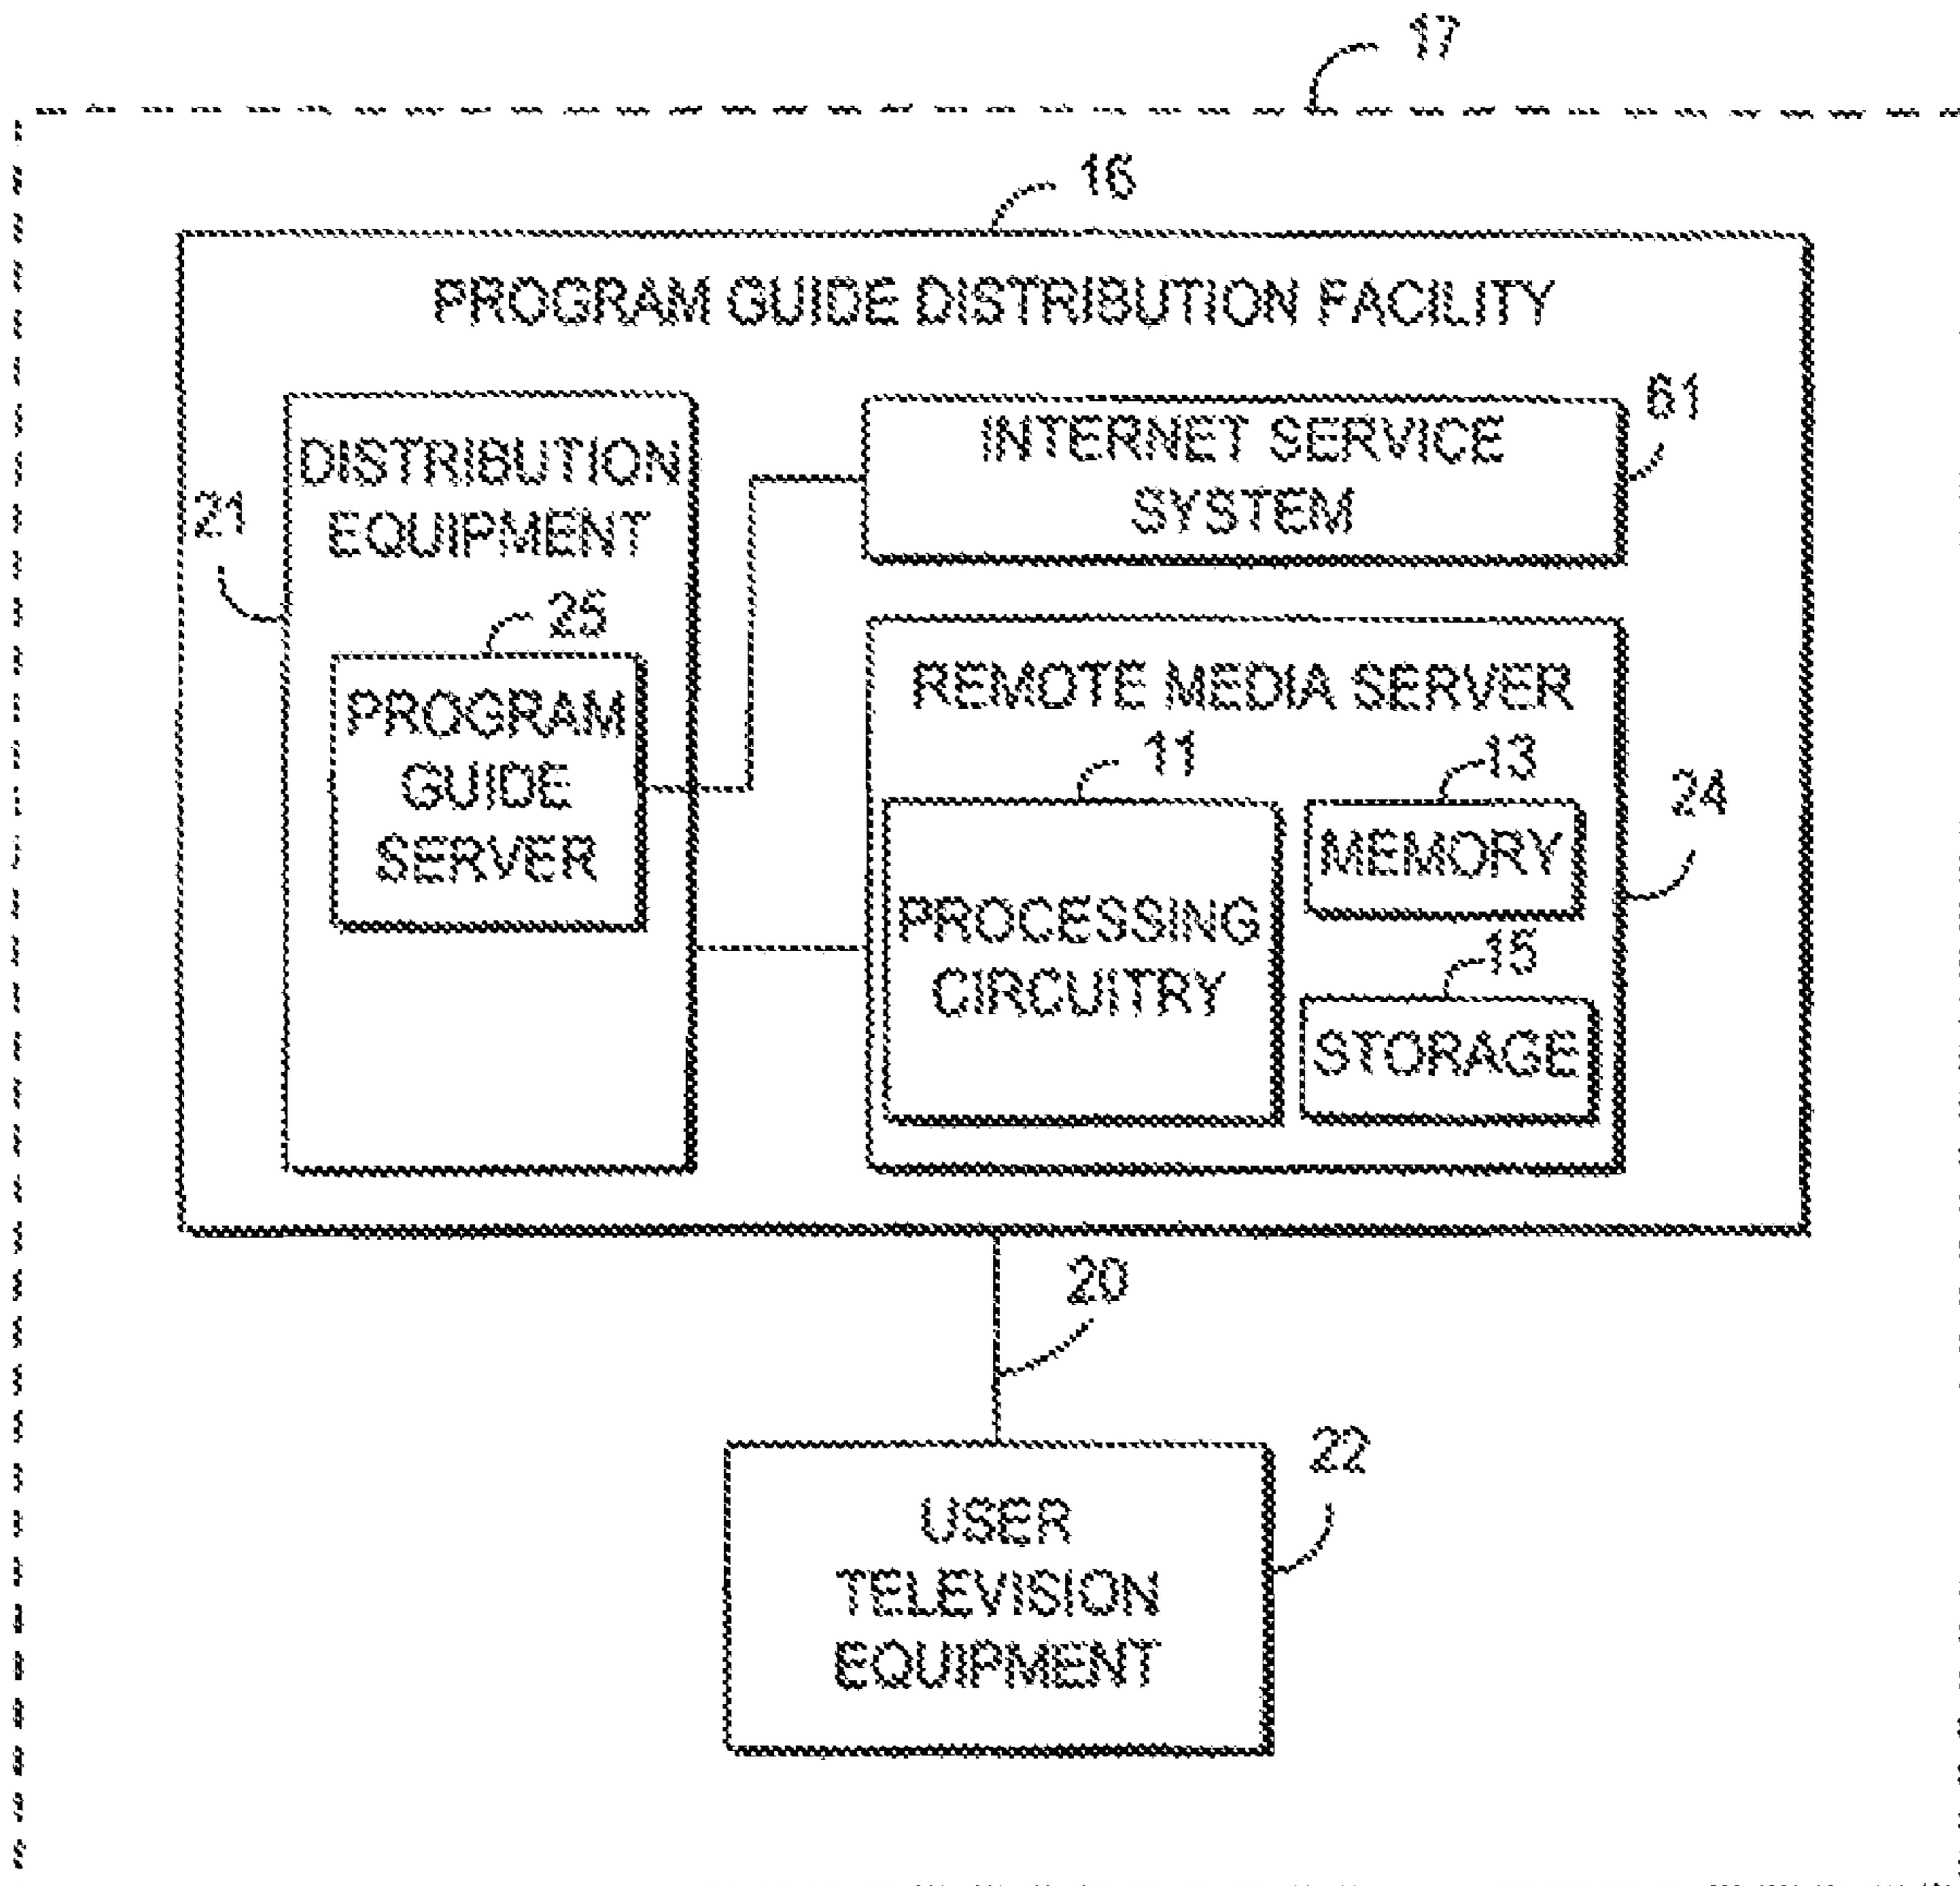 17
16
PROGRAM GUIDE DISTRIBUTION FACILITY
61
INTERNET SERVICE
SYSTEM
21
DISTRIBUTION
EQUIPMENT
25
PROGRAM
GUIDE
SERVER
REMOTE MEDIA SERVER
11
13
24
MEMORY
PROCESSING
CIRCUITRY
15
STORAGE
20
22
USER
TELEVISION
EQUIPMENT